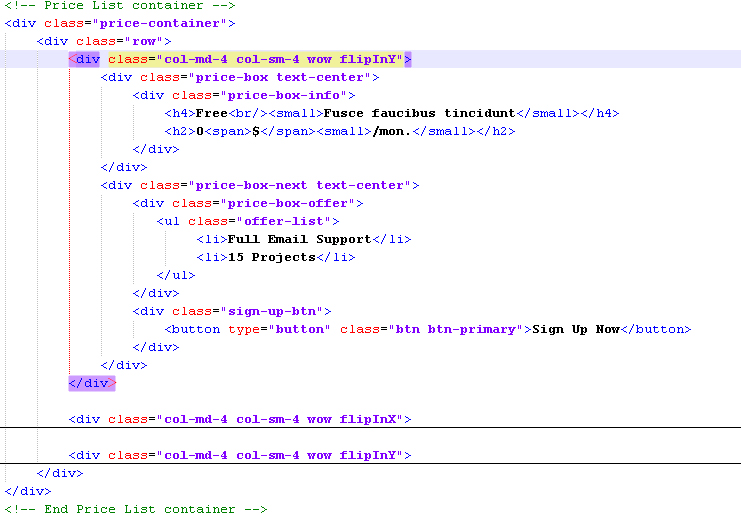 <!-- Price List container -->
<div class="price-container">
<div class="row">
<div class="col-md-4 col-sm-4 wow flipInY">
<div class="price-box text-center">
<div class="price-box-info">
<h4>Free<br/><small>Fusce faucibus tincidunt</small></h4>
<h2>0<span>$</span><small>/mon.</small></h2>
</div>
</div>
<div class="price-box-next text-center">
<div class="price-box-offer">
<ul class="offer-list">
<li>Full Email Support</li>
<li>15 Projects</li>
</ul>
</div>
<div class="sign-up-btn">
<button type="button" class="btn btn-primary">Sign Up Now</button>
</div>
</div>
</div>
<div class="col-md-4 col-sm-4 wow flipInX">
<div class="col-md-4 col-sm-4 wow flipInY">
</div>
</div>
<!-- End Price List container -->